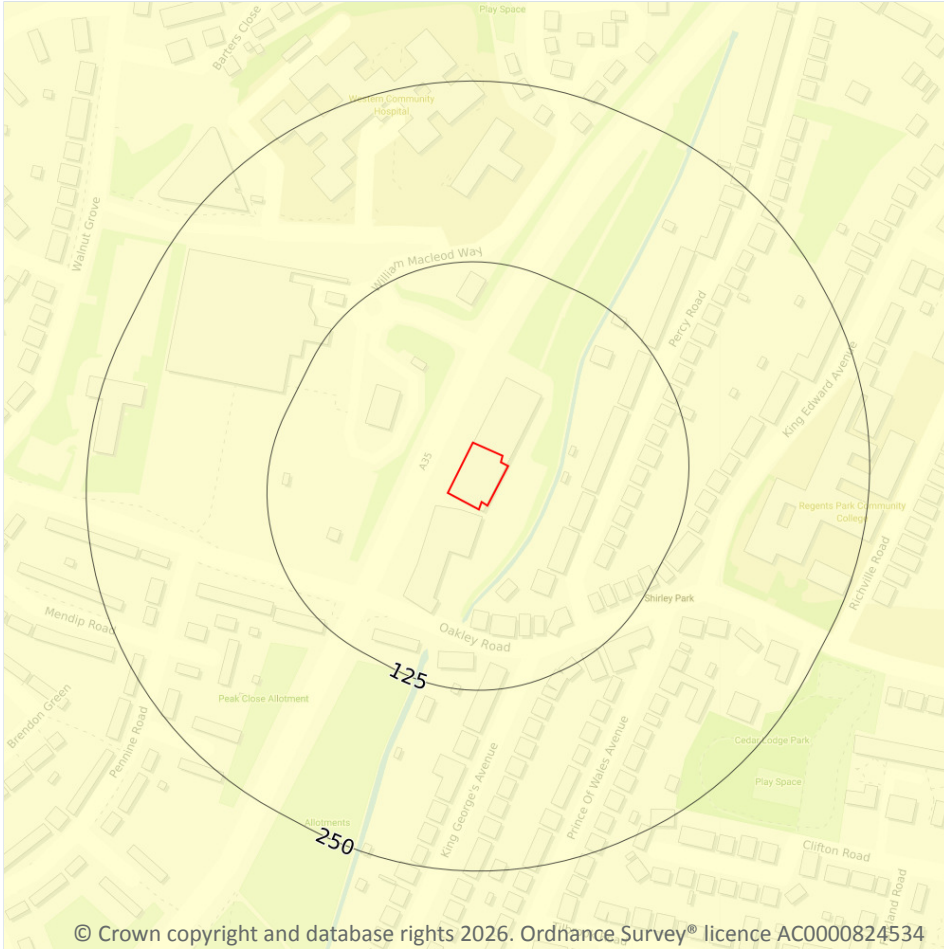 Play Space
Barters Close
Western Community
Hospital
Walnut Grove
William Macleod Way
Percy Road
King Edward Avenue
A35
Regents Park Community
College
Richville Road
Shirley Park
Mendip Road
Oakley Road
125
Peak Close Allotment
Brendon Green
Pennine Road
Cedar Lodge Park
Play Space
King George's Avenue
Prince Of Wales Avenue
Allotments
250
Clifton Road
land Road
© Crown copyright and database rights 2026. Ordnance Survey® licence AC0000824534